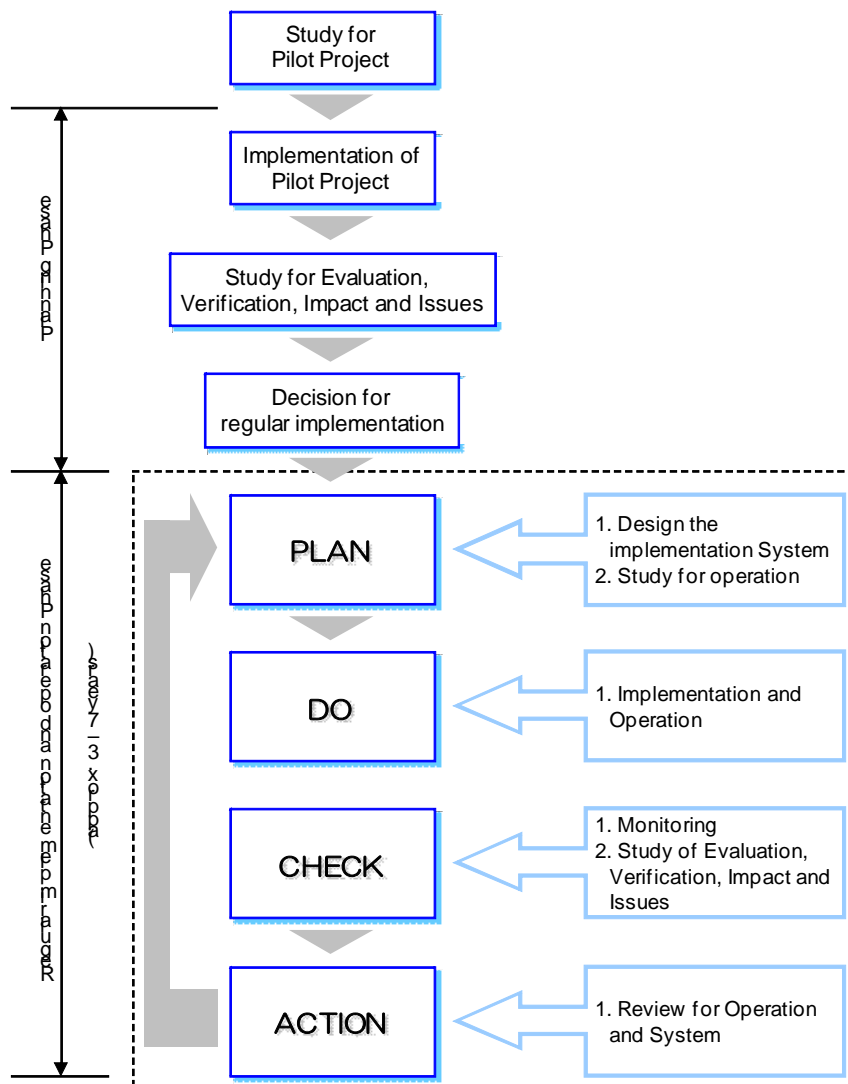 Study for
Pilot Project
Implementation of
Pilot Project
Planning Phase
Study for Evaluation,
Verification, Impact and Issues
Decision for
regular implementation
Regular implementation and operation Phase
(approx. 3–7 years)
PLAN
1. Design the
implementation System
2. Study for operation
DO
1. Implementation and
Operation
CHECK
1. Monitoring
2. Study of Evaluation,
Verification, Impact and
Issues
ACTION
1. Review for Operation
and System